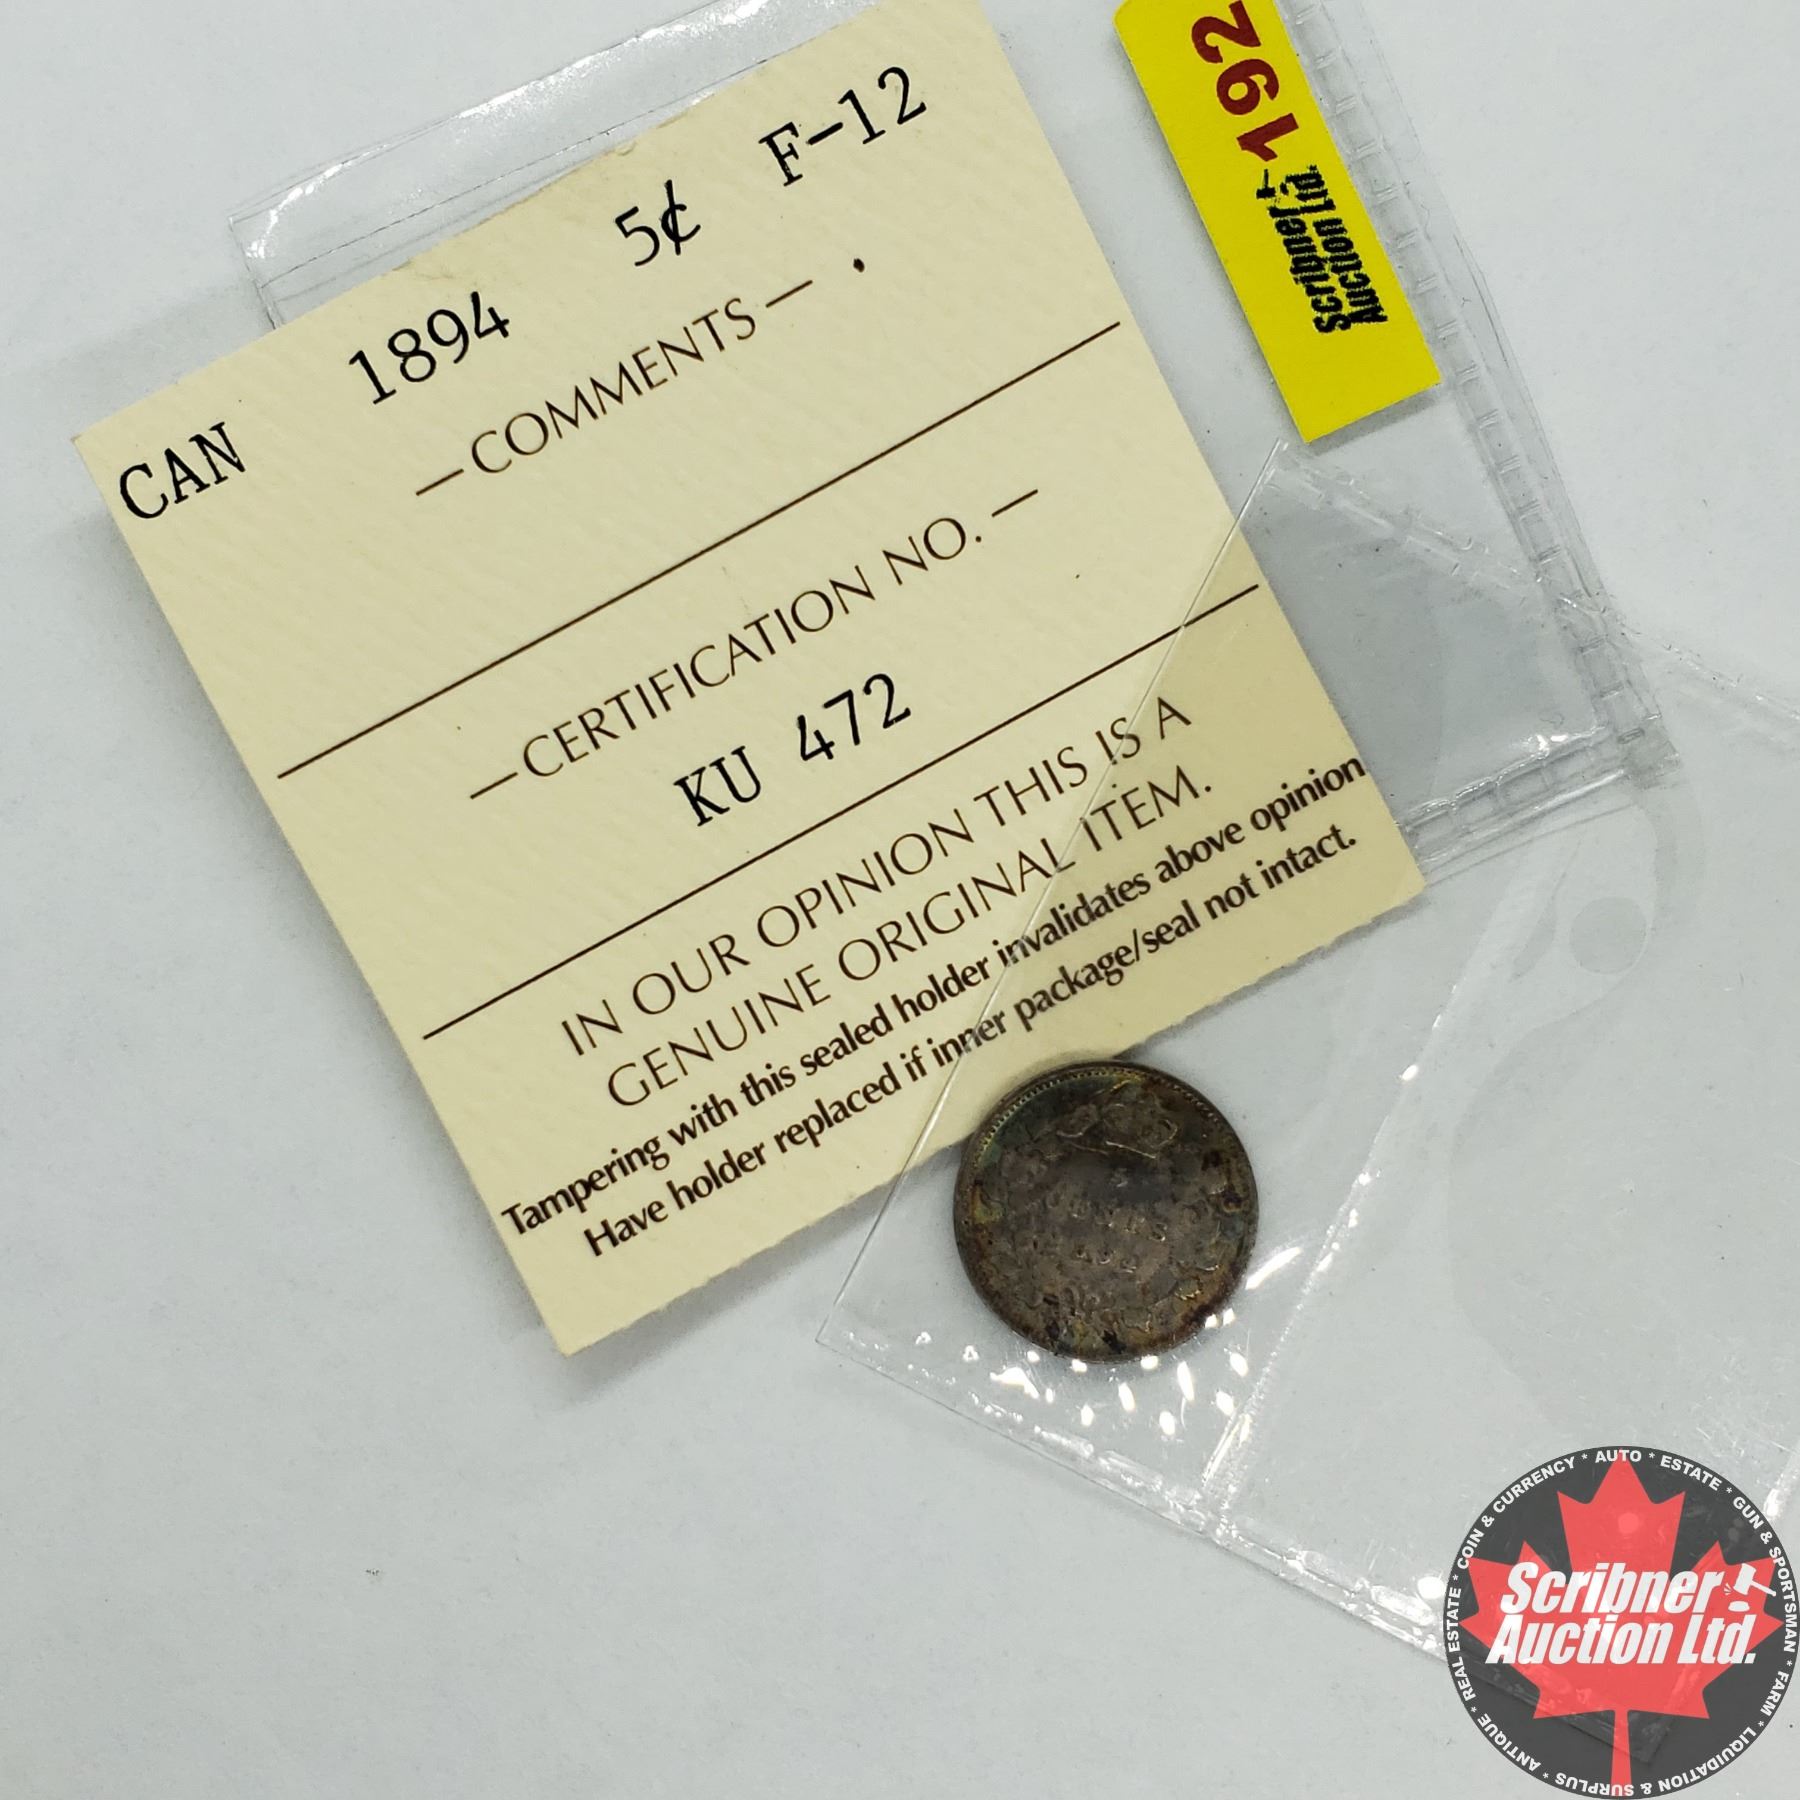 CAN 1894 5¢ F-12
—COMMENTS—
—CERTIFICATION NO.—
KU 472
IN OUR OPINION THIS IS A
GENUINE ORIGINAL ITEM.
Tampering with this sealed holder invalidates above opinion
Have holder replaced if inner package/seal not intact.
192
Scribner
Auction Ltd.
CENTS
Scribner
Auction Ltd.
REAL ESTATE * COIN & CURRENCY * AUTO * ESTATE * GUN & SPORTSMAN * FARM * LIQUIDATION & SURPLUS * ANTIQUE *